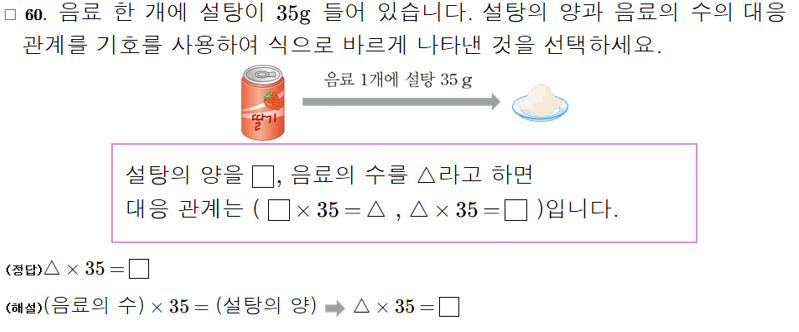 □ 60. 음료 한 개에 설탕이 35g 들어 있습니다. 설탕의 양과 음료의 수의 대응
관계를 기호를 사용하여 식으로 바르게 나타낸 것을 선택하세요.
음료 1개에 설탕 35 g
딸기
설탕의 양을 □, 음료의 수를 △라고 하면
대응 관계는 ( □ × 35 = △ , △ × 35 = □ )입니다.
(정답)△ × 35 = □
(해설)(음료의 수) × 35 = (설탕의 양) ➡ △ × 35 = □